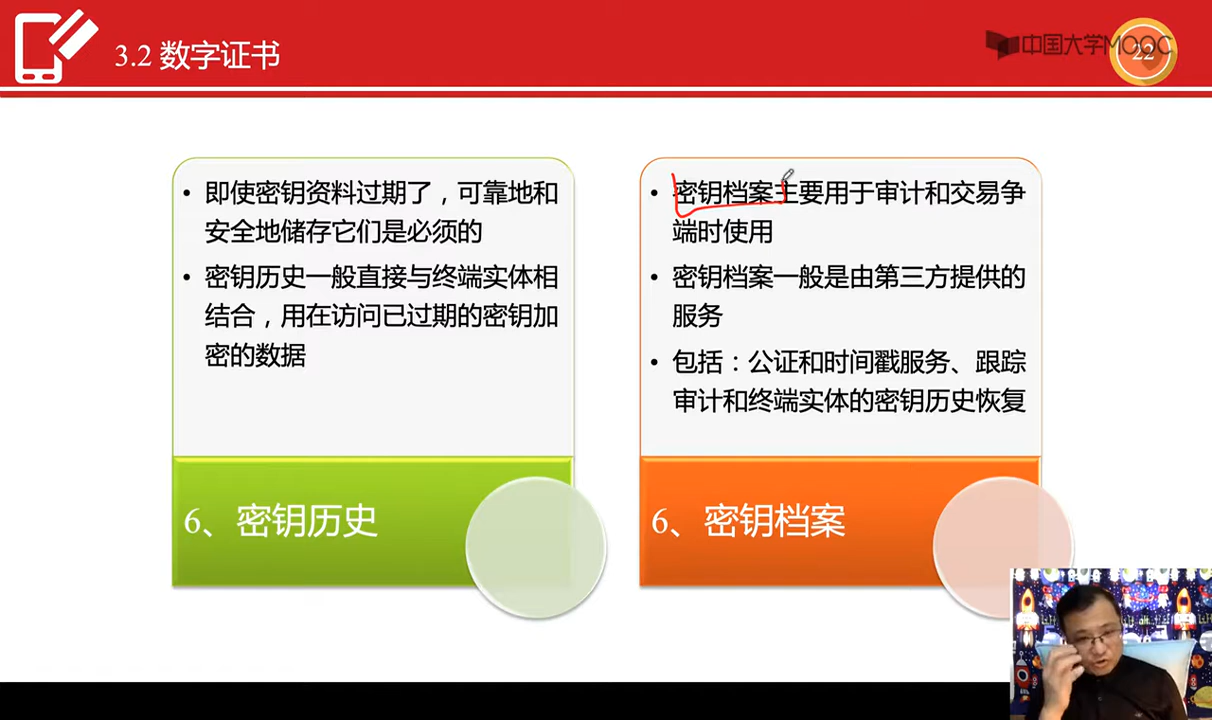 3.2 数字证书
中国大学MOOC
22
• 即使密钥资料过期了，可靠地和
安全地储存它们是必须的
• 密钥历史一般直接与终端实体相
结合，用在访问已过期的密钥加
密的数据
6、密钥历史
• 密钥档案主要用于审计和交易争
端时使用
• 密钥档案一般是由第三方提供的
服务
• 包括：公证和时间戳服务、跟踪
审计和终端实体的密钥历史恢复
6、密钥档案